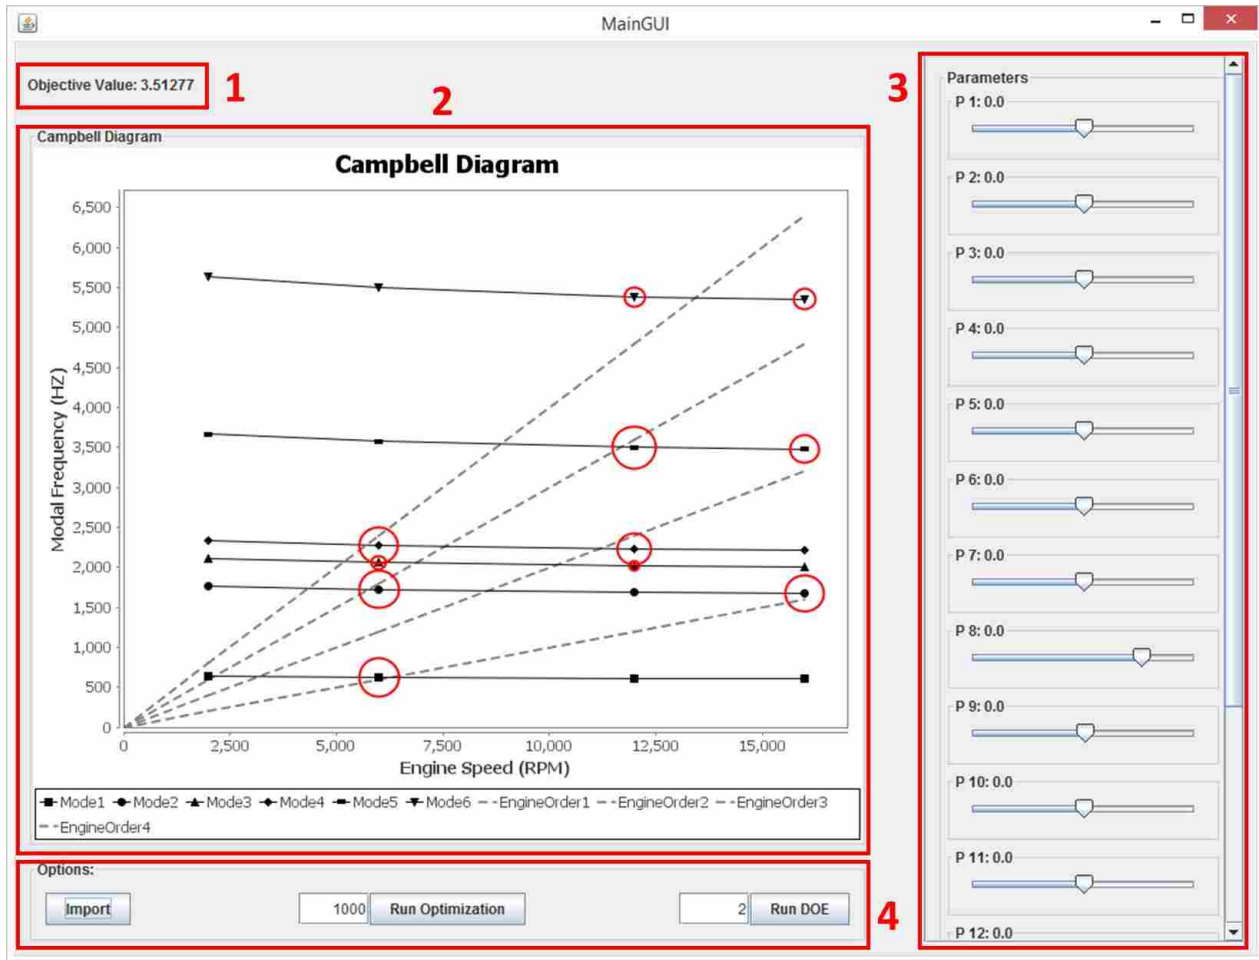 MainGUI
Objective Value: 3.51277
1
2
3
Campbell Diagram
Campbell Diagram
6,500
6,000
5,500
5,000
4,500
4,000
3,500
3,000
2,500
2,000
1,500
1,000
500
0
Modal Frequency (HZ)
0 2,500 5,000 7,500 10,000 12,500 15,000
Engine Speed (RPM)
Mode1 Mode2 Mode3 Mode4 Mode5 Mode6 EngineOrder1 EngineOrder2 EngineOrder3
EngineOrder4
Options:
Import 1000 Run Optimization 2 Run DOE
4
Parameters
P 1: 0.0
P 2: 0.0
P 3: 0.0
P 4: 0.0
P 5: 0.0
P 6: 0.0
P 7: 0.0
P 8: 0.0
P 9: 0.0
P 10: 0.0
P 11: 0.0
P 12: 0.0